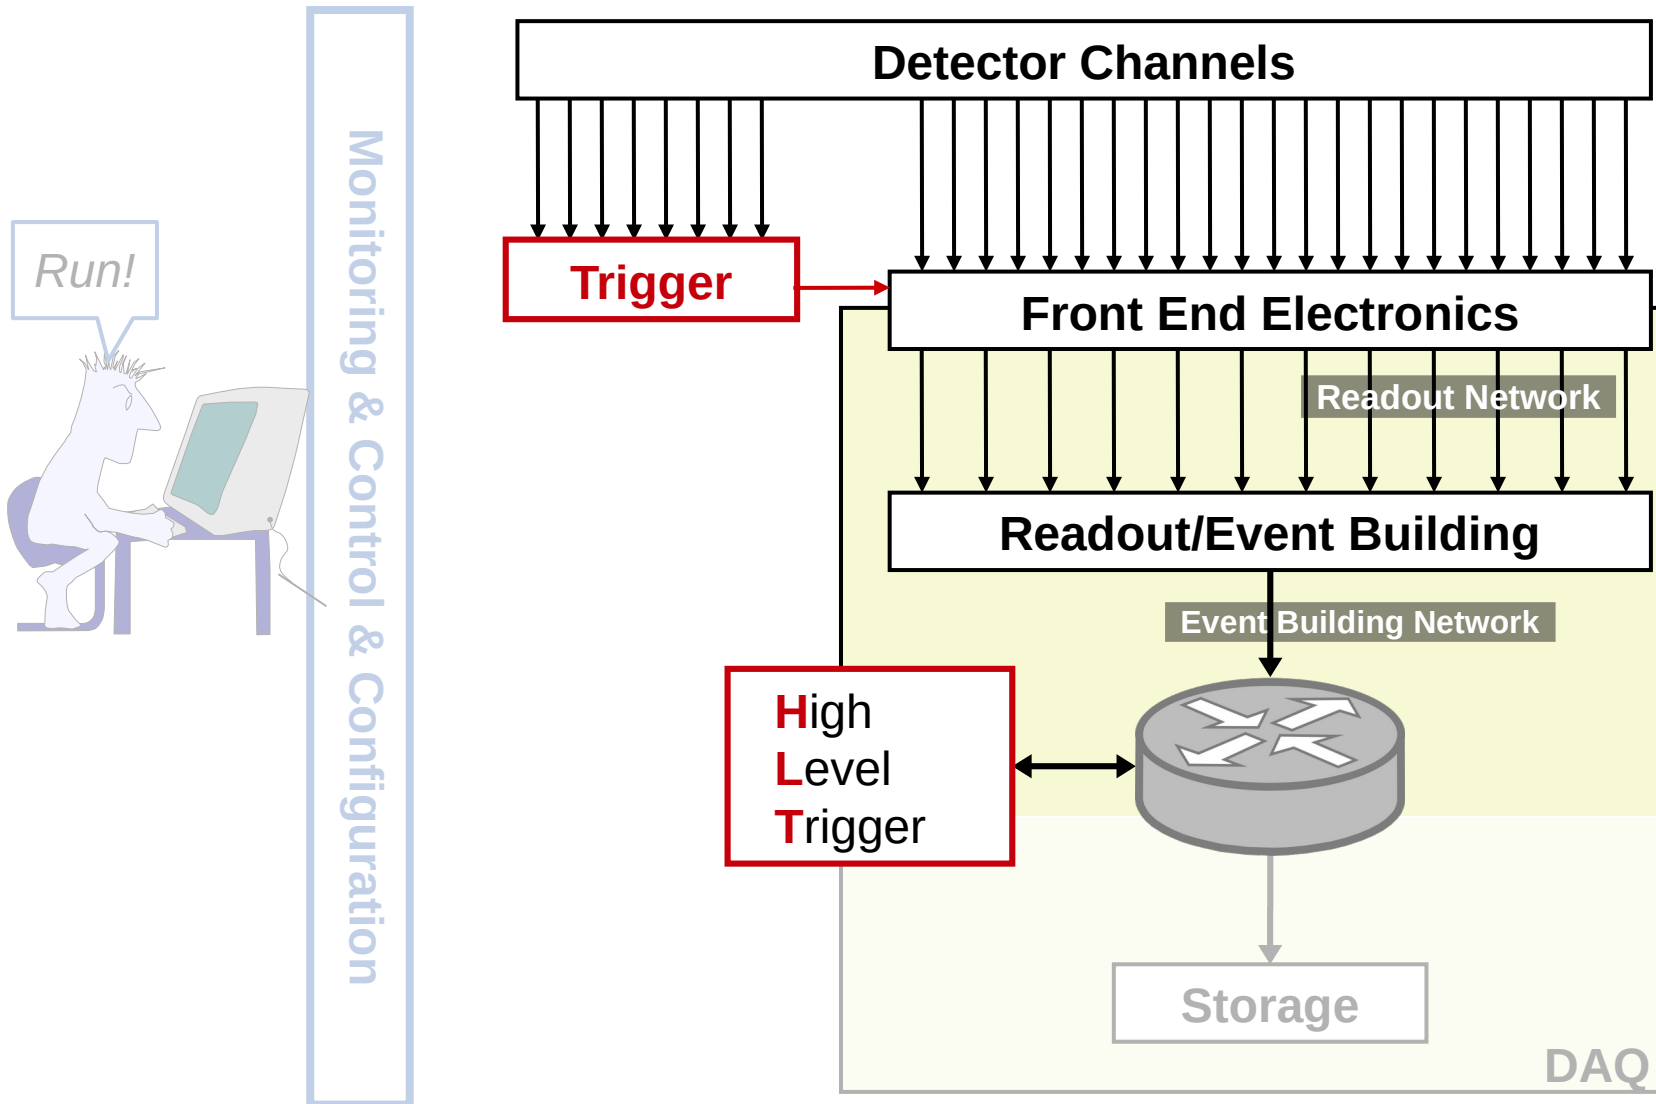 Detector Channels
Monitoring & Control & Configuration
Run!
Trigger
Front End Electronics
Readout Network
Readout/Event Building
Event Building Network
High
Level
Trigger
Storage
DAQ